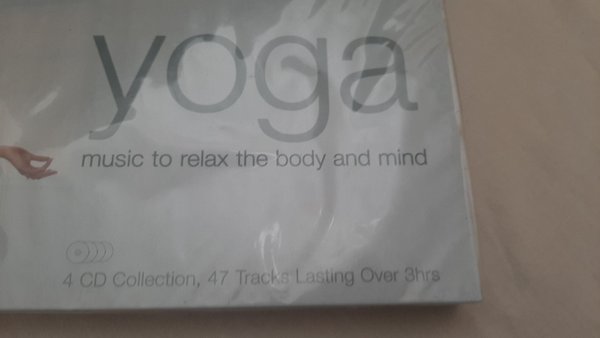 yoga
music to relax the body and mind
4 CD Collection, 47 Tracks Lasting Over 3hrs